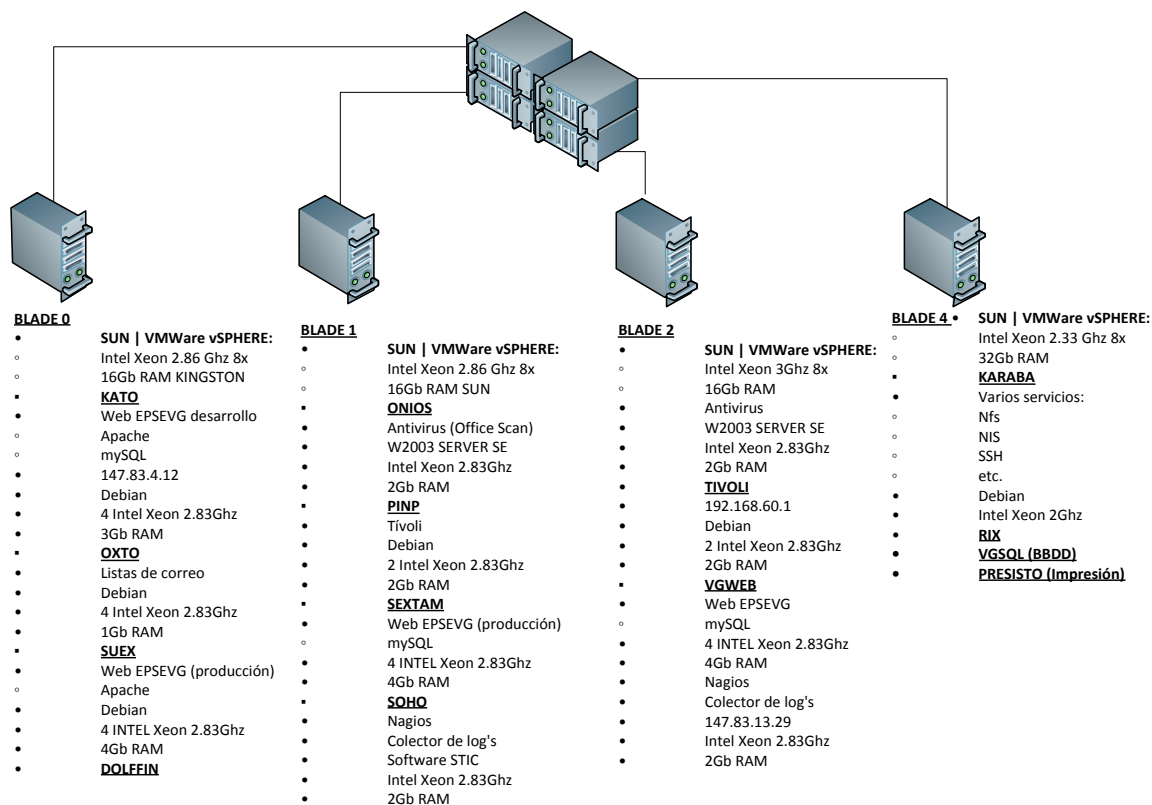 BLADE 0
• SUN | VMWare vSPHERE:
◦ Intel Xeon 2.86 Ghz 8x
◦ 16Gb RAM KINGSTON
▪ KATO
• Web EPSEVG desarrollo
◦ Apache
◦ mySQL
• 147.83.4.12
• Debian
• 4 Intel Xeon 2.83Ghz
• 3Gb RAM
▪ OXTO
• Listas de correo
• Debian
• 4 Intel Xeon 2.83Ghz
• 1Gb RAM
▪ SUEX
• Web EPSEVG (producción)
◦ Apache
• Debian
• 4 INTEL Xeon 2.83Ghz
• 4Gb RAM
• DOLFFIN
BLADE 1
• SUN | VMWare vSPHERE:
◦ Intel Xeon 2.86 Ghz 8x
◦ 16Gb RAM SUN
▪ ONIOS
• Antivirus (Office Scan)
• W2003 SERVER SE
• Intel Xeon 2.83Ghz
• 2Gb RAM
▪ PINP
• Tívoli
• Debian
• 2 Intel Xeon 2.83Ghz
• 2Gb RAM
▪ SEXTAM
• Web EPSEVG (producción)
◦ mySQL
• 4 INTEL Xeon 2.83Ghz
• 4Gb RAM
▪ SOHO
• Nagios
• Colector de log's
• Software STIC
• Intel Xeon 2.83Ghz
• 2Gb RAM
BLADE 2
• SUN | VMWare vSPHERE:
◦ Intel Xeon 3Ghz 8x
◦ 16Gb RAM
• Antivirus
• W2003 SERVER SE
• Intel Xeon 2.83Ghz
• 2Gb RAM
▪ TIVOLI
• 192.168.60.1
• Debian
• 2 Intel Xeon 2.83Ghz
• 2Gb RAM
▪ VGWEB
• Web EPSEVG
◦ mySQL
• 4 INTEL Xeon 2.83Ghz
• 4Gb RAM
• Nagios
• Colector de log's
• 147.83.13.29
• Intel Xeon 2.83Ghz
• 2Gb RAM
BLADE 4 • SUN | VMWare vSPHERE:
◦ Intel Xeon 2.33 Ghz 8x
◦ 32Gb RAM
▪ KARABA
• Varios servicios:
◦ Nfs
◦ NIS
◦ SSH
◦ etc.
• Debian
• Intel Xeon 2Ghz
• RIX
• VGSQL (BBDD)
• PRESISTO (Impresión)